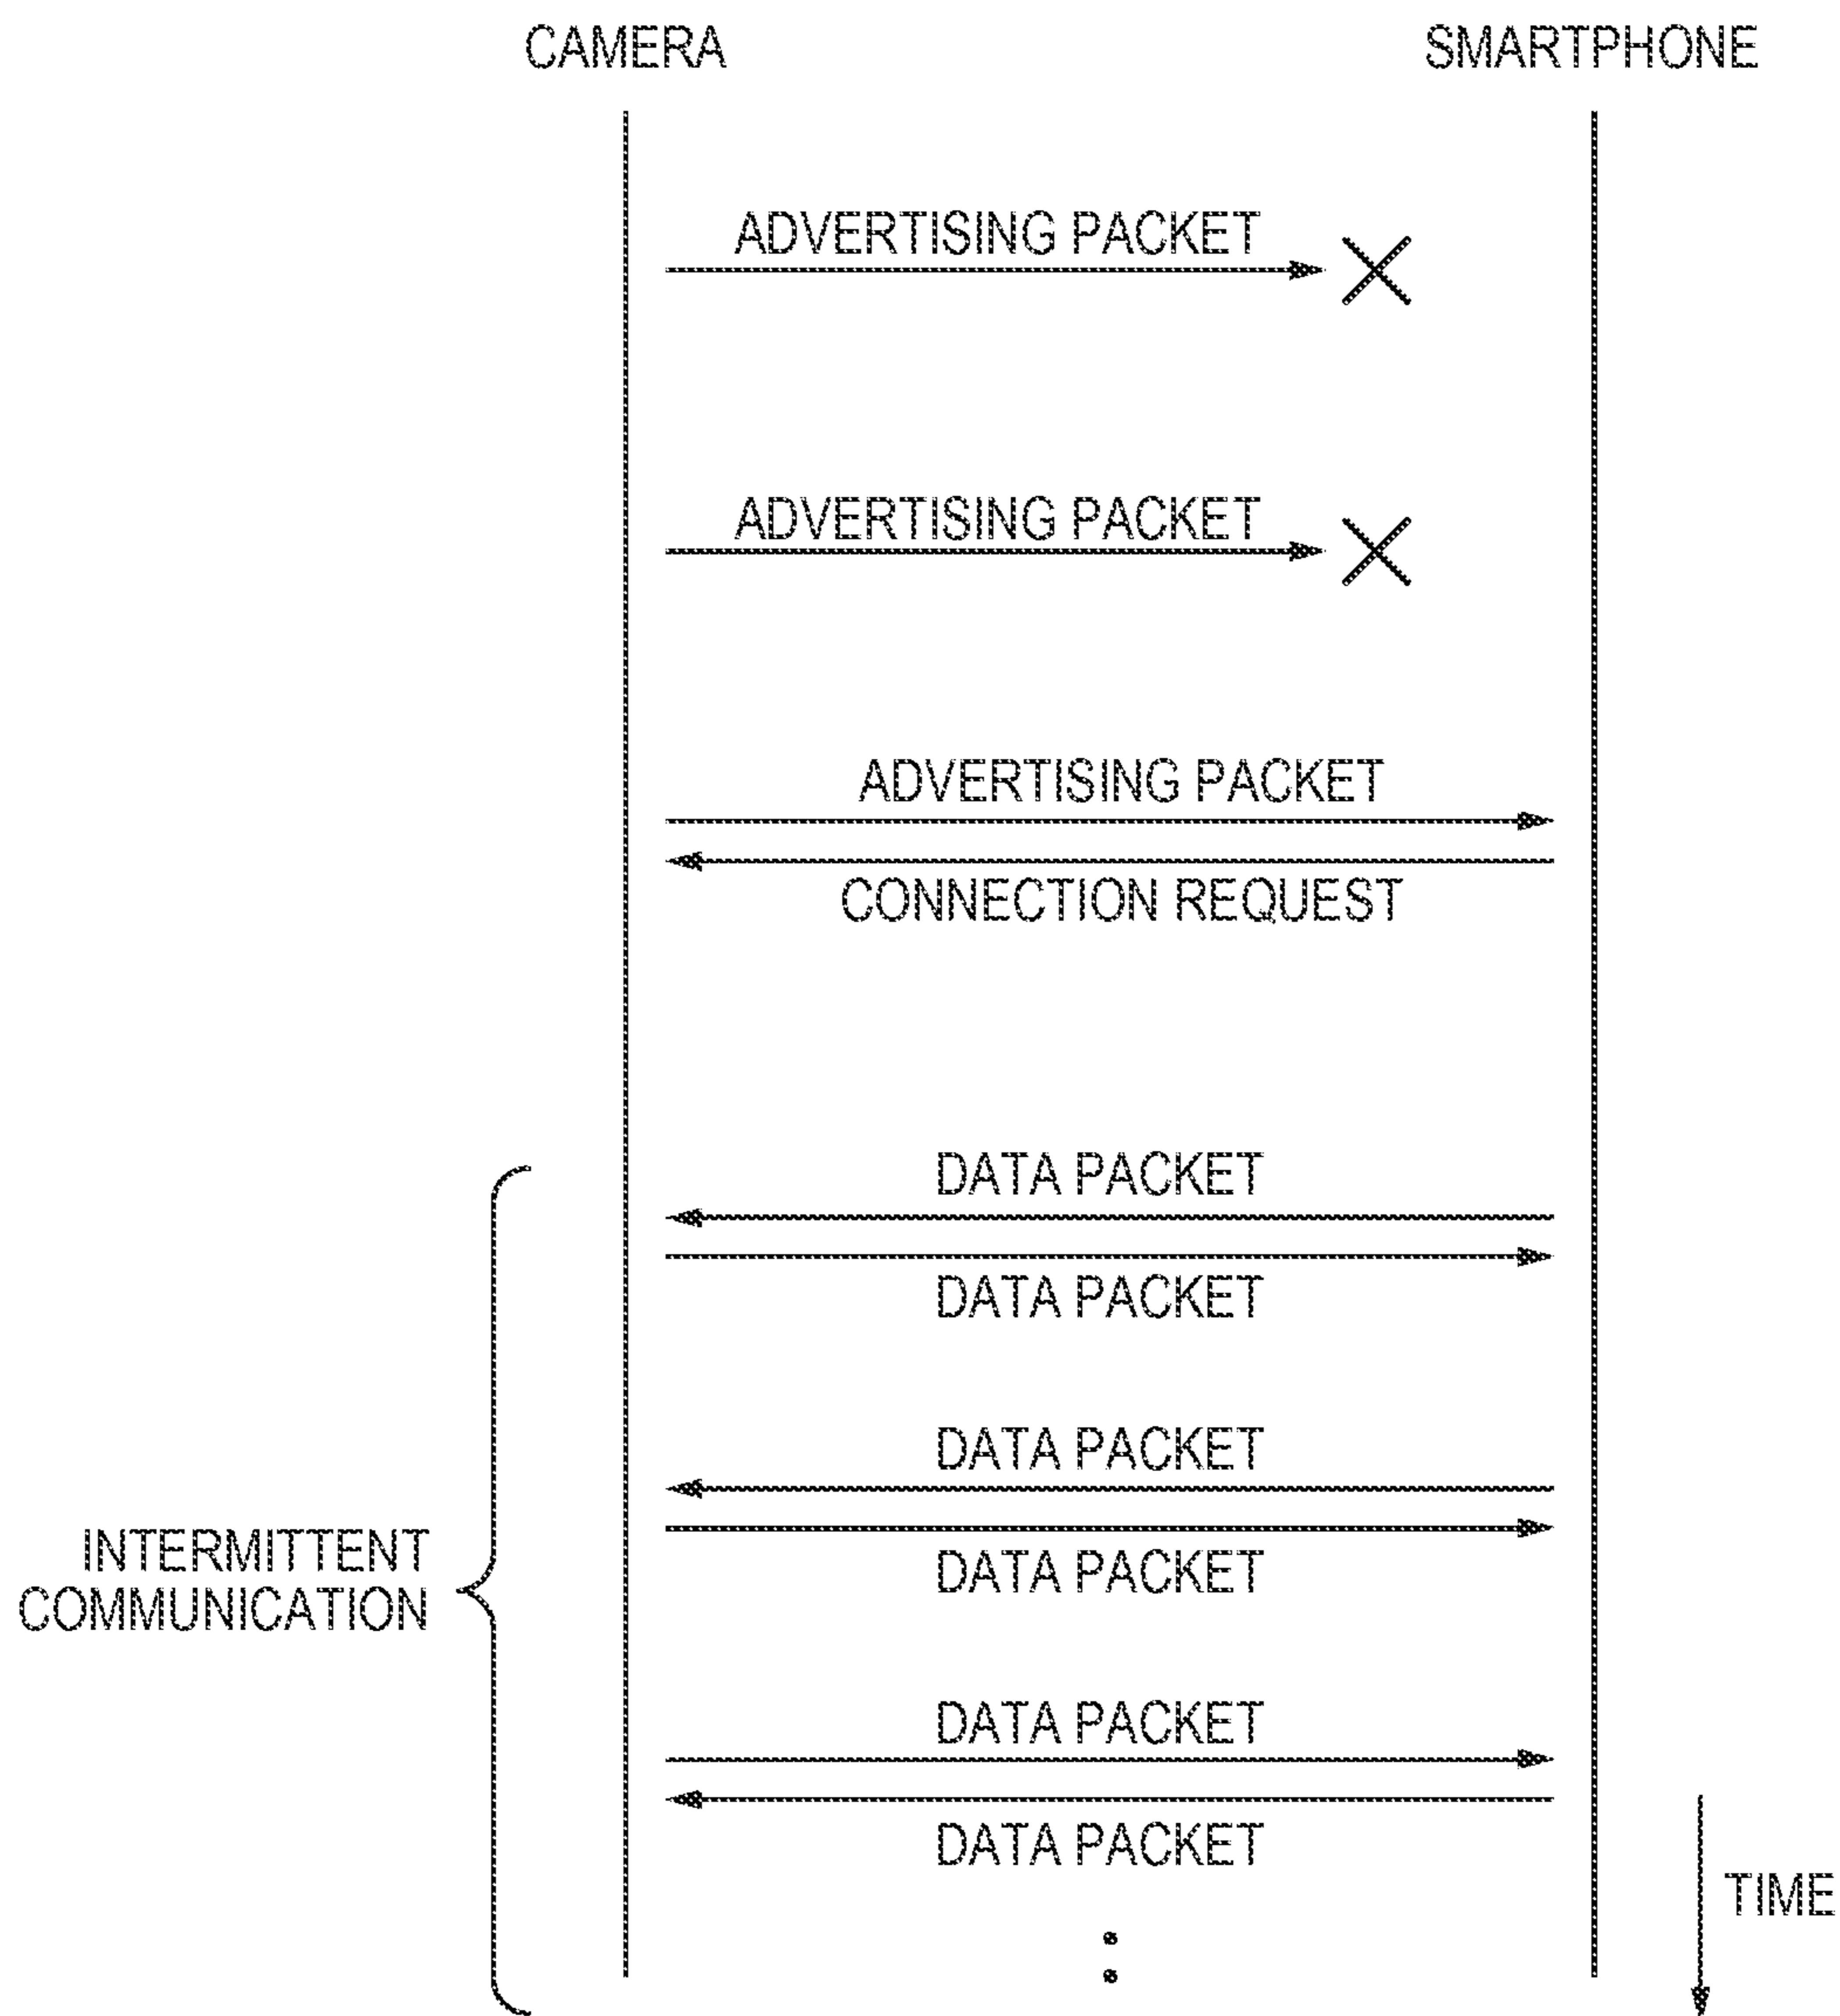 CAMERA
SMARTPHONE
ADVERTISING PACKET
ADVERTISING PACKET
ADVERTISING PACKET
CONNECTION REQUEST
DATA PACKET
DATA PACKET
DATA PACKET
INTERMITTENT
COMMUNICATION
DATA PACKET
DATA PACKET
DATA PACKET
TIME